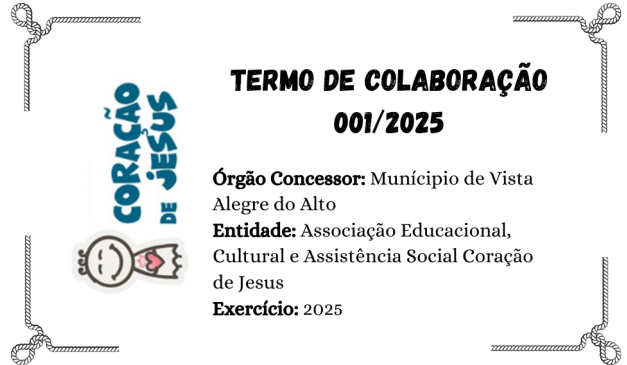 CORAÇÃO
DE JESUS
TERMO DE COLABORAÇÃO
001/2025
Órgão Concessor: Munícipio de Vista
Alegre do Alto
Entidade: Associação Educacional,
Cultural e Assistência Social Coração
de Jesus
Exercício: 2025